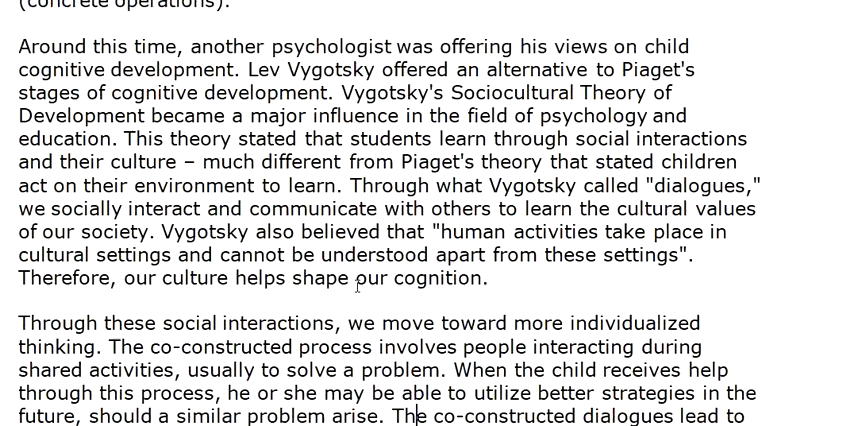 (concrete operations).
Around this time, another psychologist was offering his views on child
cognitive development. Lev Vygotsky offered an alternative to Piaget's
stages of cognitive development. Vygotsky's Sociocultural Theory of
Development became a major influence in the field of psychology and
education. This theory stated that students learn through social interactions
and their culture – much different from Piaget's theory that stated children
act on their environment to learn. Through what Vygotsky called "dialogues,"
we socially interact and communicate with others to learn the cultural values
of our society. Vygotsky also believed that "human activities take place in
cultural settings and cannot be understood apart from these settings".
Therefore, our culture helps shape our cognition.
Through these social interactions, we move toward more individualized
thinking. The co-constructed process involves people interacting during
shared activities, usually to solve a problem. When the child receives help
through this process, he or she may be able to utilize better strategies in the
future, should a similar problem arise. The co-constructed dialogues lead to